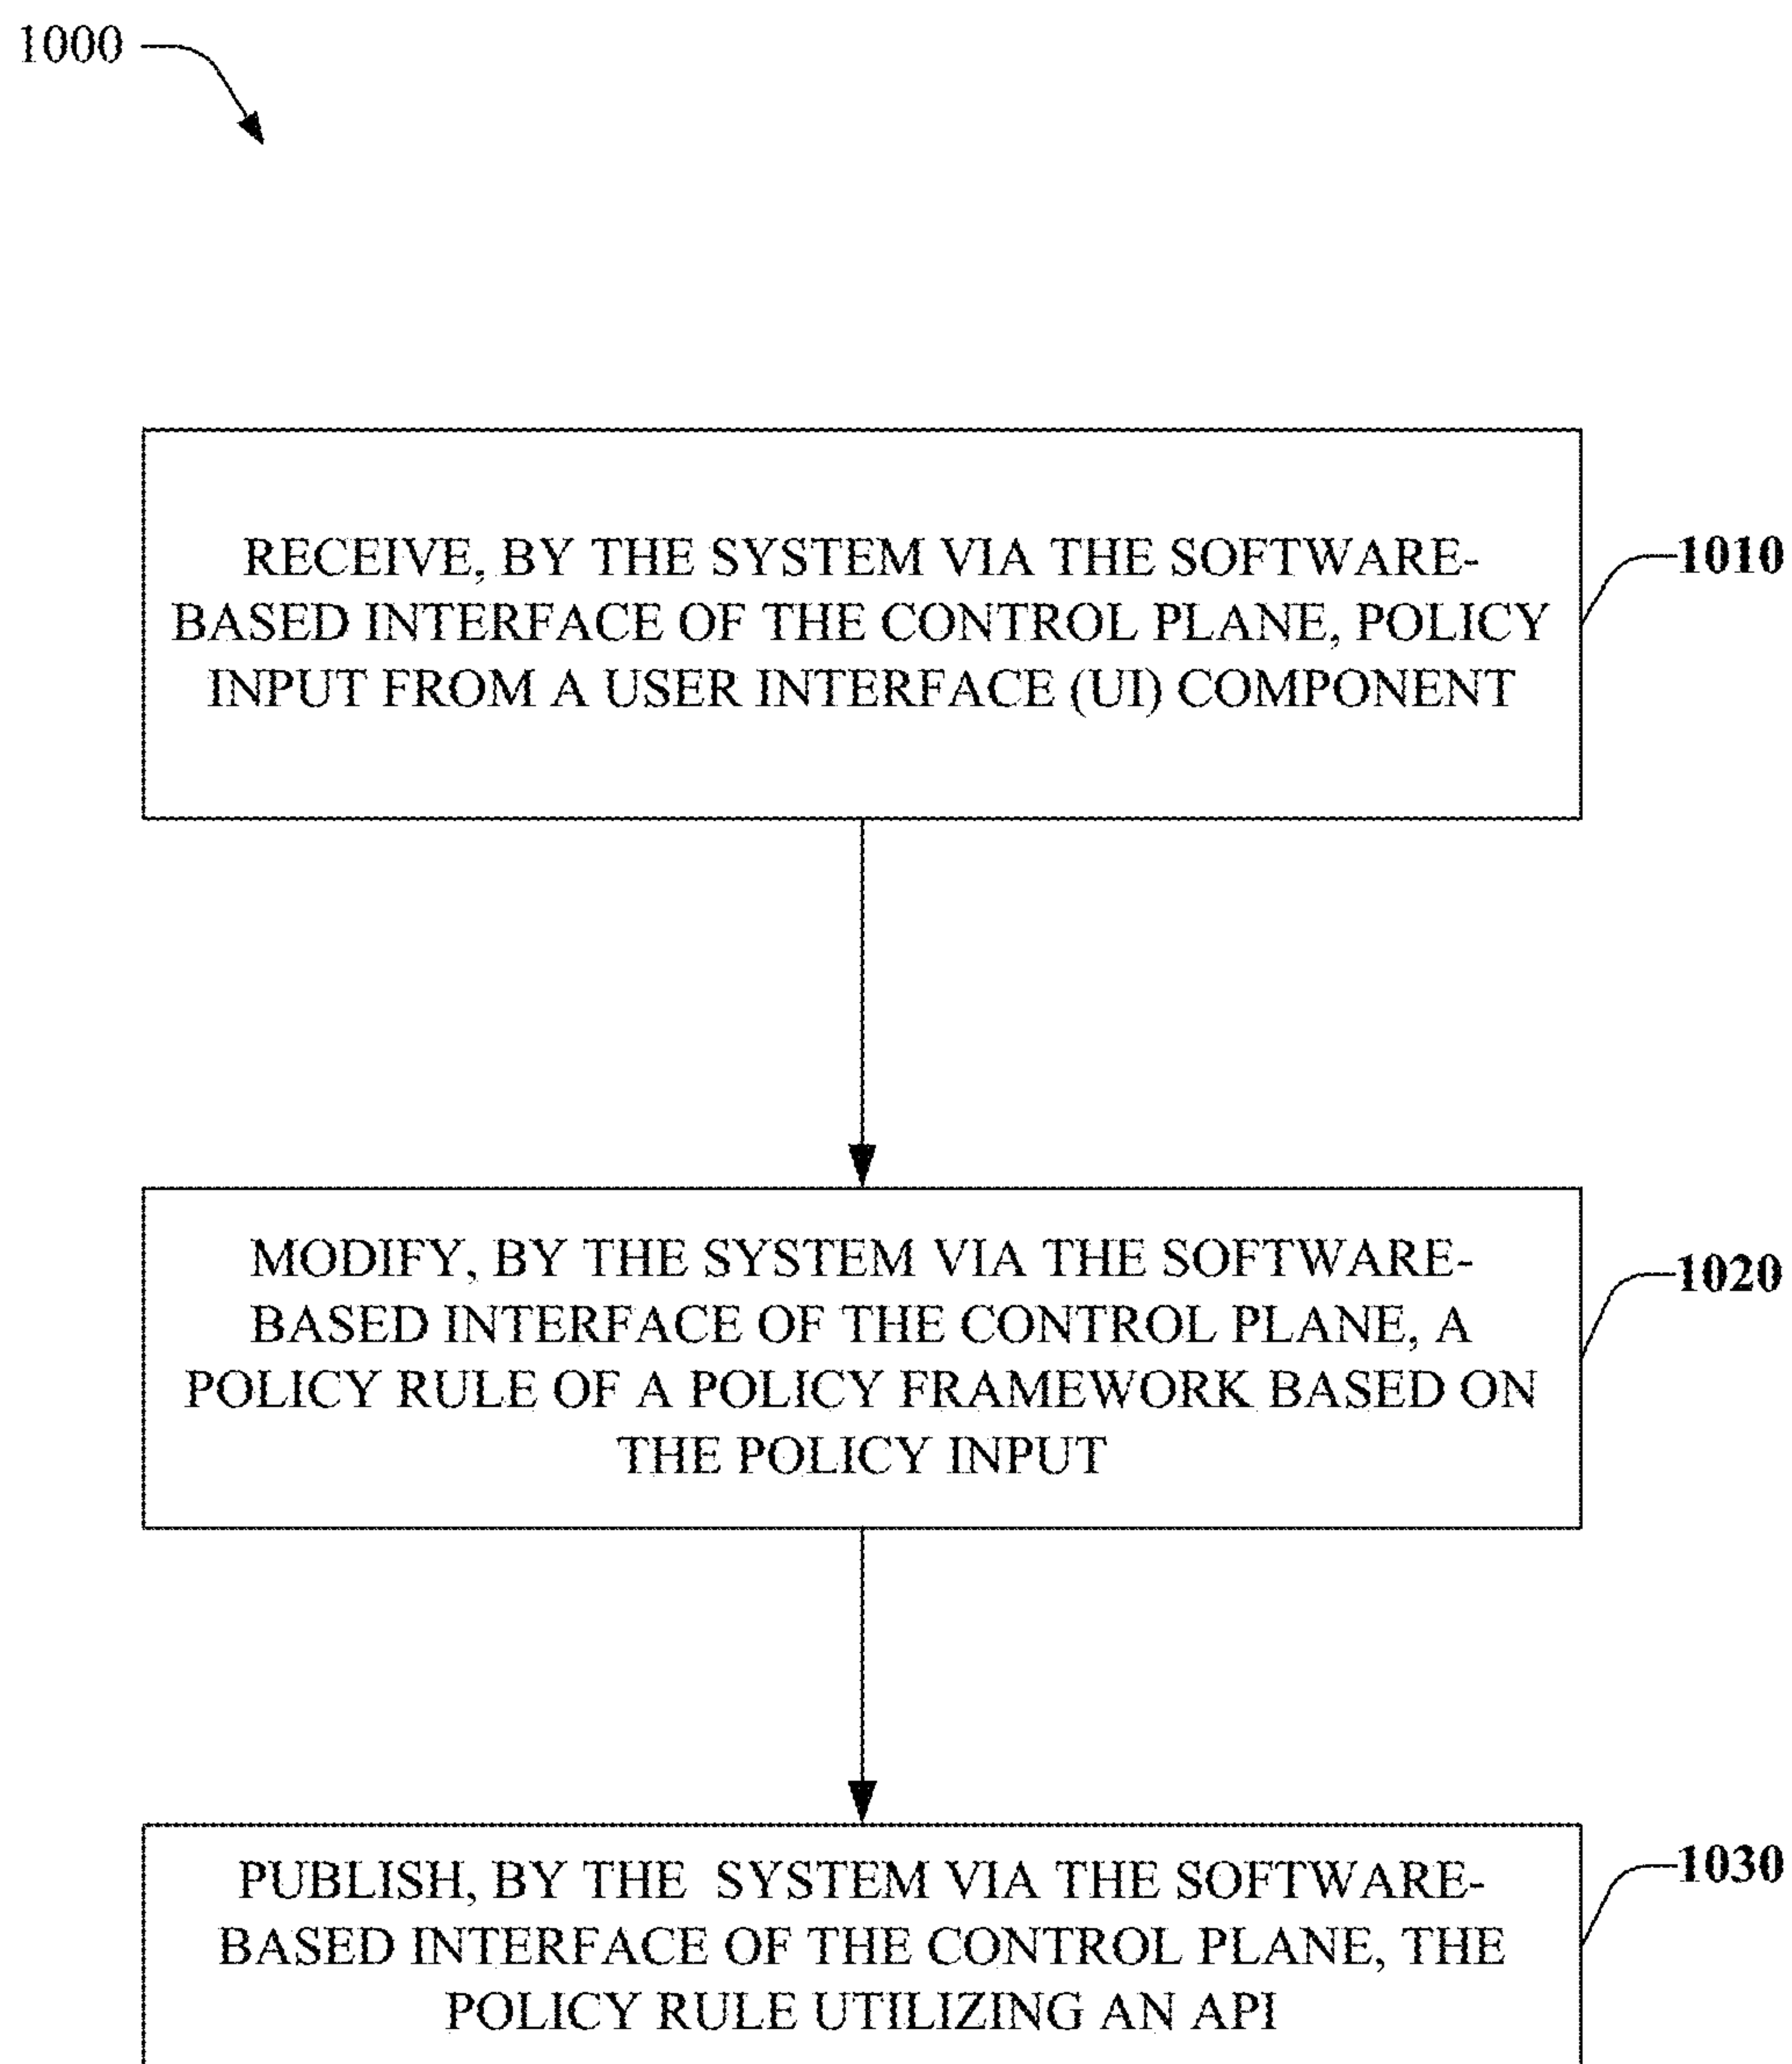 1000
RECEIVE, BY THE SYSTEM VIA THE SOFTWARE-
BASED INTERFACE OF THE CONTROL PLANE, POLICY
INPUT FROM A USER INTERFACE (UI) COMPONENT
1010
MODIFY, BY THE SYSTEM VIA THE SOFTWARE-
BASED INTERFACE OF THE CONTROL PLANE, A
POLICY RULE OF A POLICY FRAMEWORK BASED ON
THE POLICY INPUT
1020
PUBLISH, BY THE SYSTEM VIA THE SOFTWARE-
BASED INTERFACE OF THE CONTROL PLANE, THE
POLICY RULE UTILIZING AN API
1030